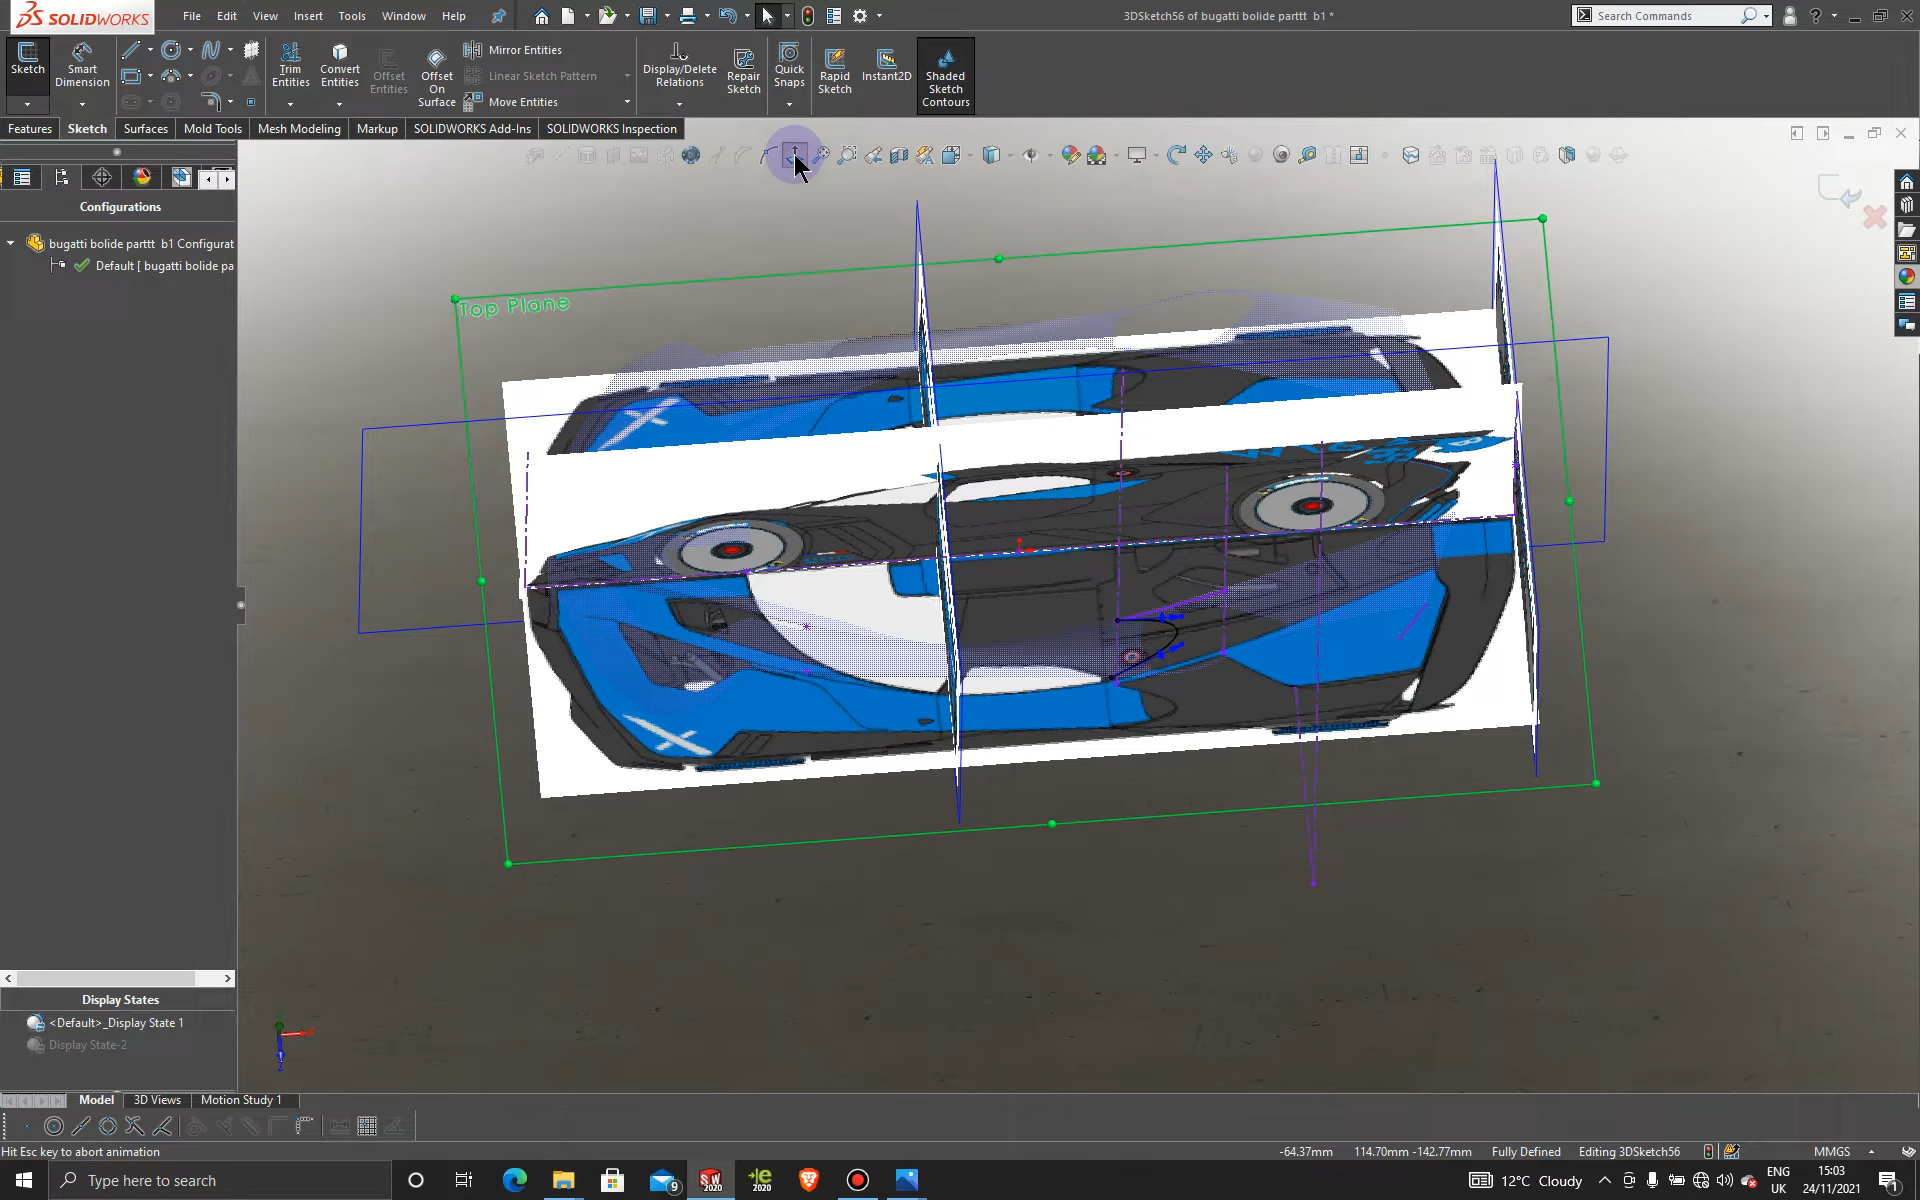 SOLIDWORKS
File Edit View Insert Tools Window Help
3DSketch56 of bugatti bolide parttt b1 *
Search Commands
Sketch
Smart Dimension
Trim Entities
Convert Entities
Offset Entities
Offset On Surface
Mirror Entities
Linear Sketch Pattern
Move Entities
Display/Delete Relations
Repair Sketch
Quick Snaps
Rapid Sketch
Instant2D
Shaded Sketch Contours
Features Sketch Surfaces Mold Tools Mesh Modeling Markup SOLIDWORKS Add-Ins SOLIDWORKS Inspection
Configurations
bugatti bolide parttt b1 Configurat
Default [ bugatti bolide pa
Top Plane
Display States
<Default>_Display State 1
Display State-2
Model 3D Views Motion Study 1
Hit Esc key to abort animation
-64.37mm 114.70mm -142.77mm Fully Defined Editing 3DSketch56 MMGS
Type here to search
9
SW 2020
2020
12°C Cloudy
ENG
UK
15:03
24/11/2021
1